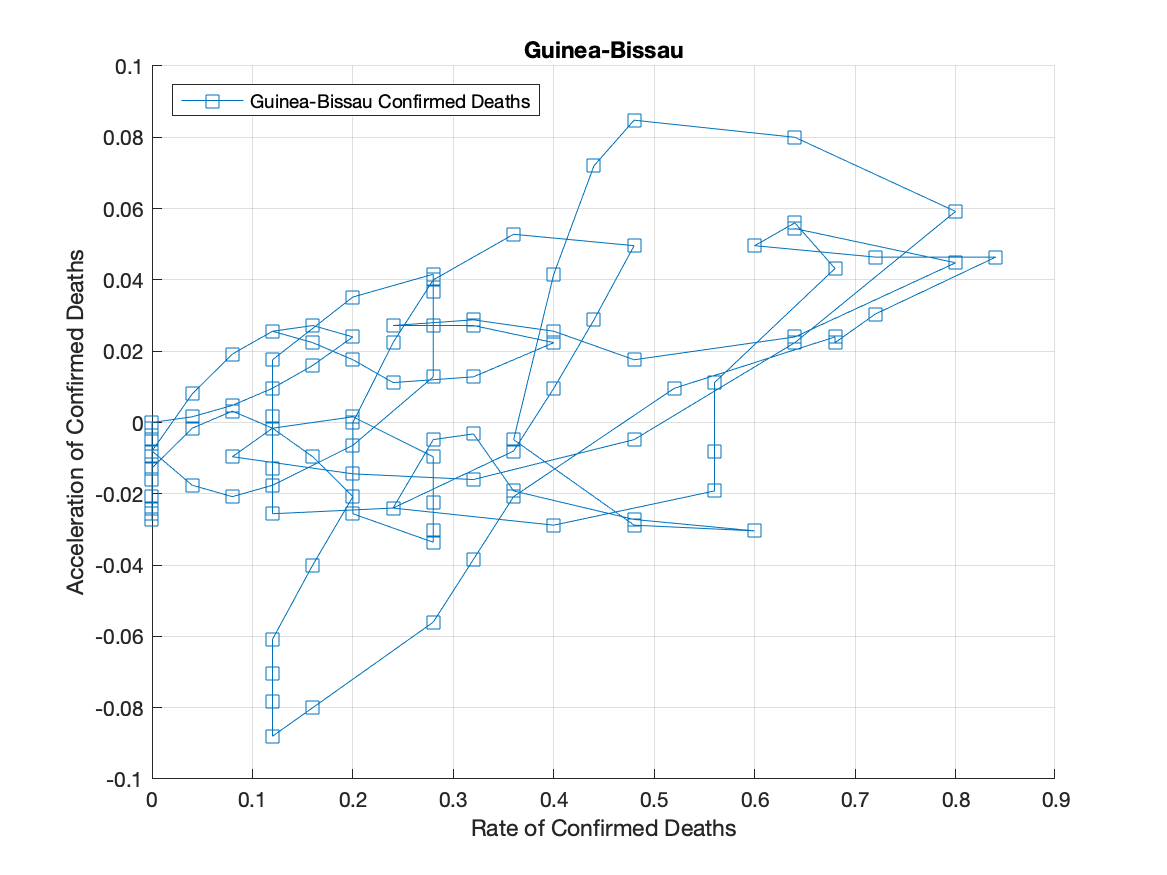 Guinea-Bissau
Guinea-Bissau Confirmed Deaths
Acceleration of Confirmed Deaths
0.1
0.08
0.06
0.04
0.02
0
-0.02
-0.04
-0.06
-0.08
-0.1
0 0.1 0.2 0.3 0.4 0.5 0.6 0.7 0.8 0.9
Rate of Confirmed Deaths